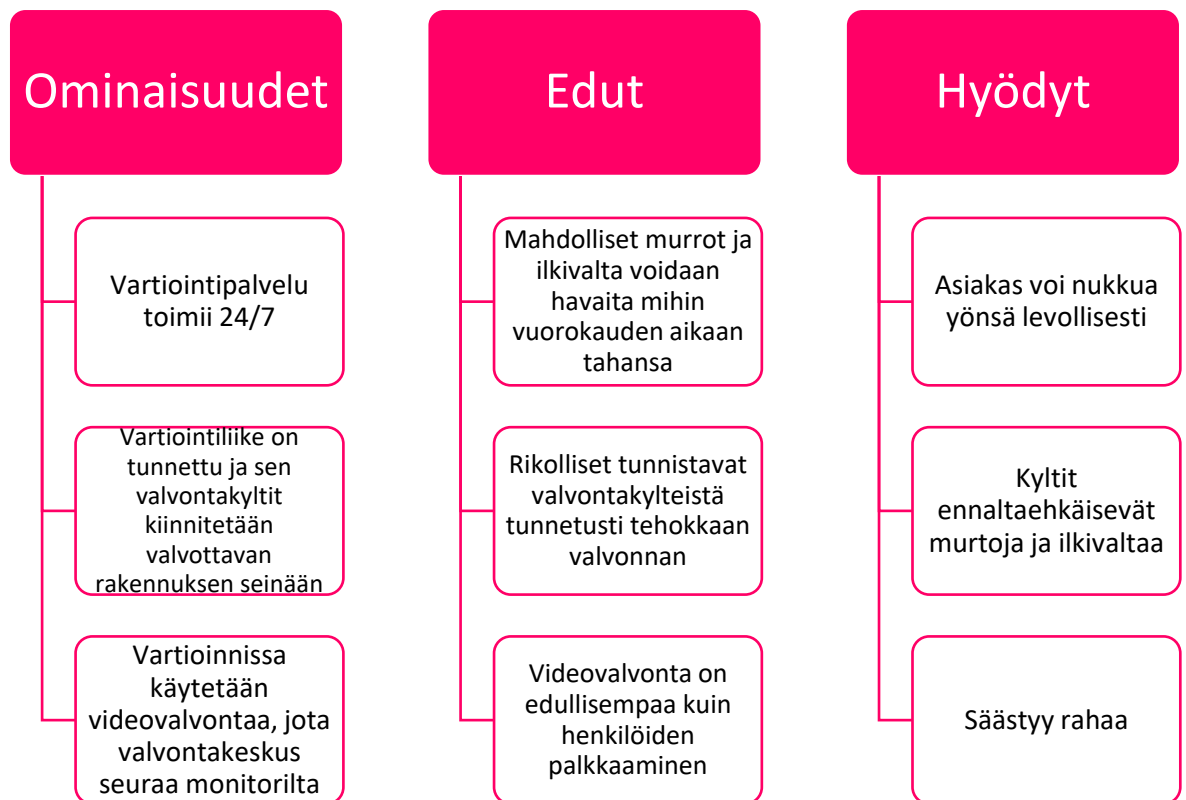 Ominaisuudet
Vartiointipalvelu
toimii 24/7
Vartiointiliike on
tunnettu ja sen
valvontakyltit
kiinnitetään
valvottavan
rakennuksen seinään
Vartioinnissa
käytetään
videovalvontaa, jota
valvontakeskus
seuraa monitorilta
Edut
Mahdolliset murrot ja
ilkivalta voidaan
havaita mihin
vuorokauden aikaan
tahansa
Rikolliset tunnistavat
valvontakylteistä
tunnetusti tehokkaan
valvonnan
Videovalvonta on
edullisempaa kuin
henkilöiden
palkkaaminen
Hyödyt
Asiakas voi nukkua
yönsä levollisesti
Kyltit
ennaltaehkäisevät
murtoja ja ilkivaltaa
Säästyy rahaa